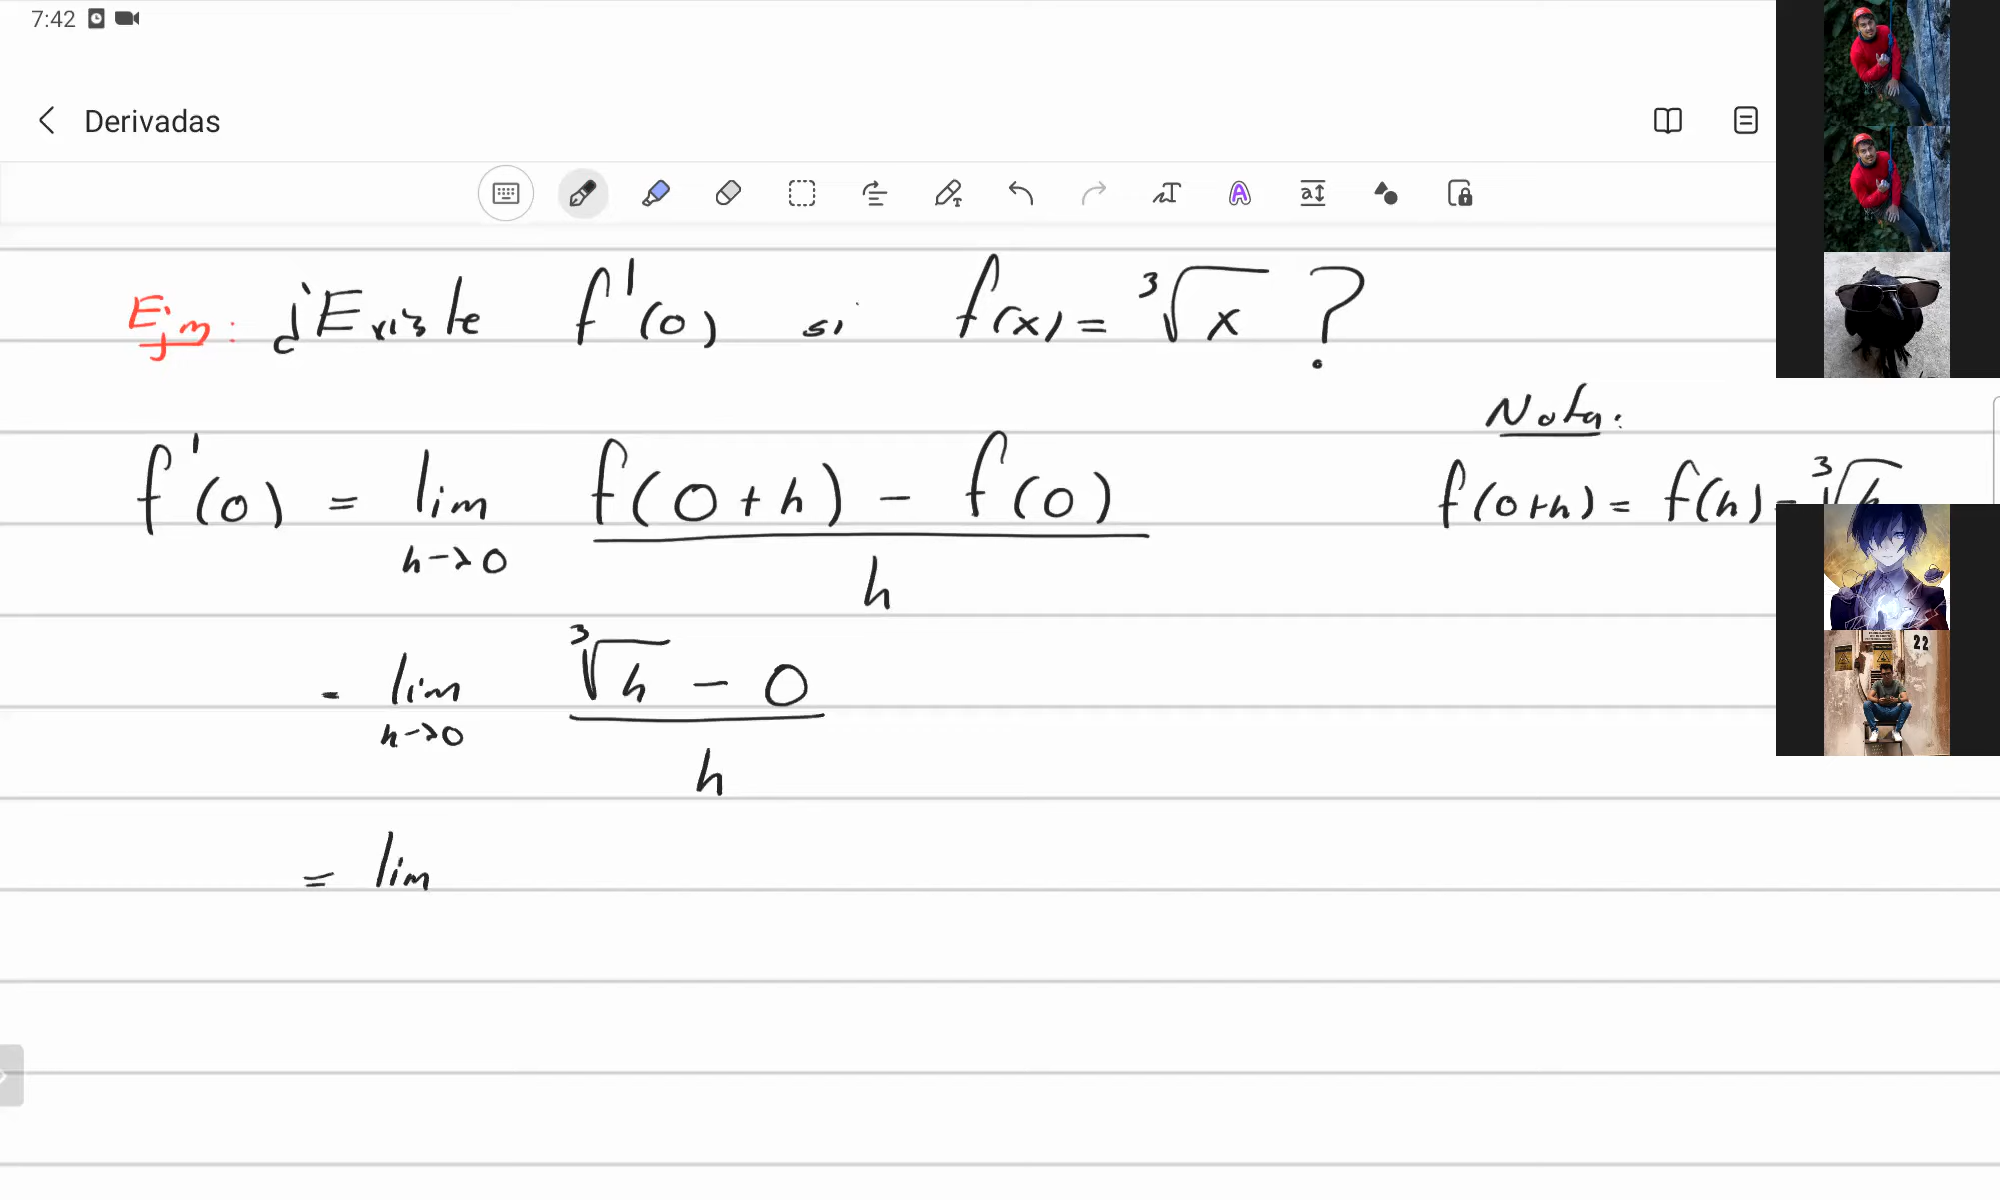 7:42
Derivadas
Ejm: ¿Existe f'(0) si f(x) = ∛x ?
Nota:
f'(0) = lim h→0 f(0+h) - f(0) / h
f(0+h) = f(h) = ∛h
= lim h→0 ∛h - 0 / h
= lim
22